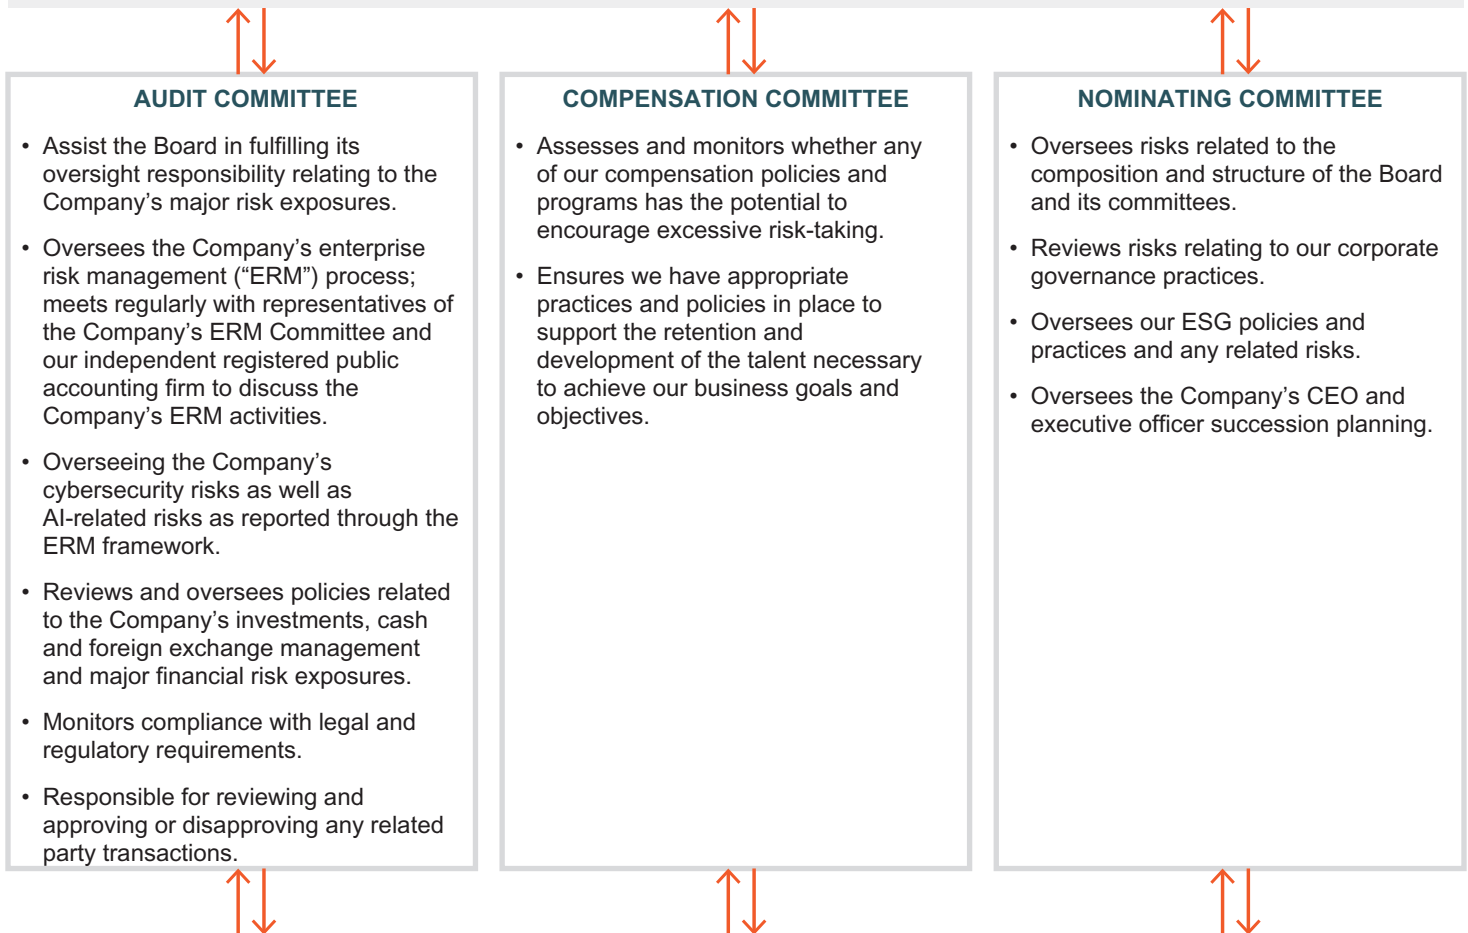 AUDIT COMMITTEE
• Assist the Board in fulfilling its
oversight responsibility relating to the
Company’s major risk exposures.
• Oversees the Company’s enterprise
risk management (“ERM”) process;
meets regularly with representatives of
the Company’s ERM Committee and
our independent registered public
accounting firm to discuss the
Company’s ERM activities.
• Overseeing the Company’s
cybersecurity risks as well as
AI-related risks as reported through the
ERM framework.
• Reviews and oversees policies related
to the Company’s investments, cash
and foreign exchange management
and major financial risk exposures.
• Monitors compliance with legal and
regulatory requirements.
• Responsible for reviewing and
approving or disapproving any related
party transactions.
COMPENSATION COMMITTEE
• Assesses and monitors whether any
of our compensation policies and
programs has the potential to
encourage excessive risk-taking.
• Ensures we have appropriate
practices and policies in place to
support the retention and
development of the talent necessary
to achieve our business goals and
objectives.
NOMINATING COMMITTEE
• Oversees risks related to the
composition and structure of the Board
and its committees.
• Reviews risks relating to our corporate
governance practices.
• Oversees our ESG policies and
practices and any related risks.
• Oversees the Company’s CEO and
executive officer succession planning.